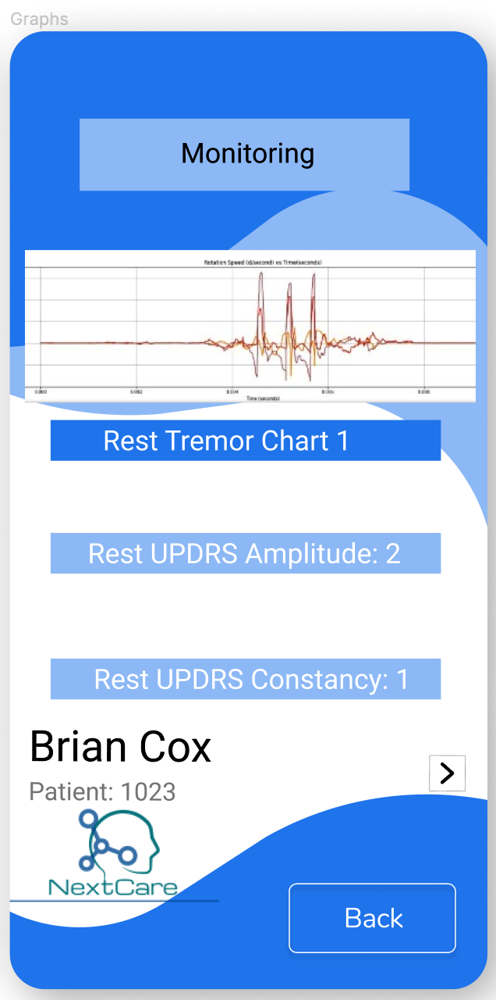 Graphs
Monitoring
Rotation Speed (d/second) vs Time(seconds)
0.000 0.002 0.004 0.006 0.008
Time (seconds)
Rest Tremor Chart 1
Rest UPDRS Amplitude: 2
Rest UPDRS Constancy: 1
Brian Cox
Patient: 1023
NextCare
Back